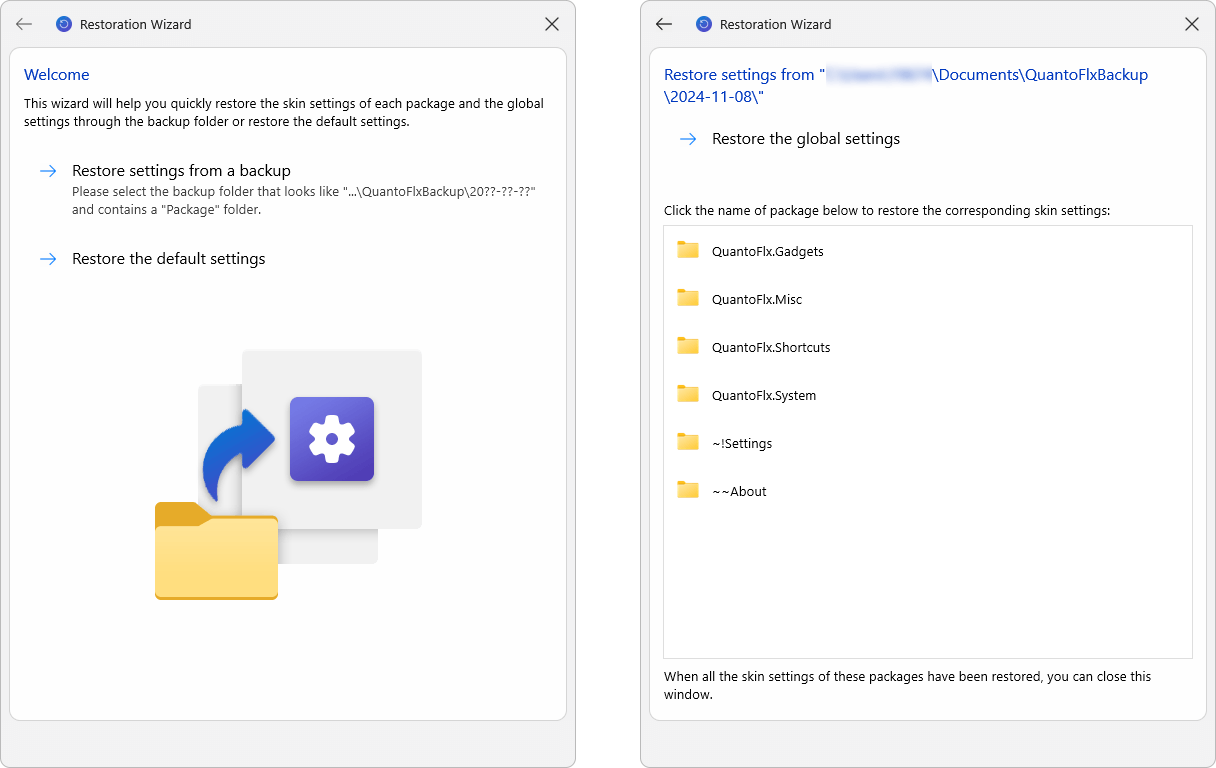 Restoration Wizard
Welcome
This wizard will help you quickly restore the skin settings of each package and the global
settings through the backup folder or restore the default settings.
Restore settings from a backup
Please select the backup folder that looks like "...\QuantoFlxBackup\20??-??-??"
and contains a "Package" folder.
Restore the default settings
Restoration Wizard
Restore settings from "\Documents\QuantoFlxBackup
\2024-11-08\"
Restore the global settings
Click the name of package below to restore the corresponding skin settings:
QuantoFlx.Gadgets
QuantoFlx.Misc
QuantoFlx.Shortcuts
QuantoFlx.System
~!Settings
~~About
When all the skin settings of these packages have been restored, you can close this
window.